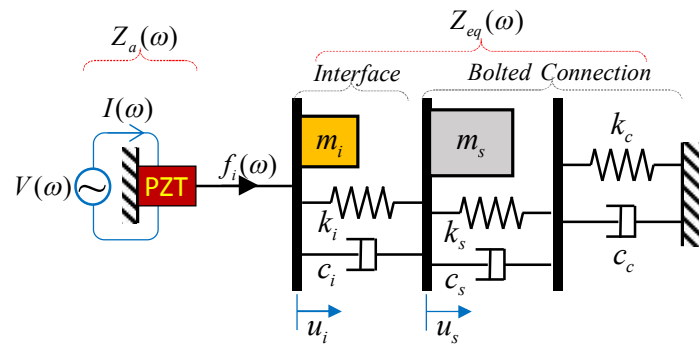 Z_a(ω) Z_eq(ω)
Interface Bolted Connection
I(ω)
m_i m_s k_c
f_i(ω)
V(ω) ~ PZT
k_i k_s
c_i c_s c_c
u_i u_s